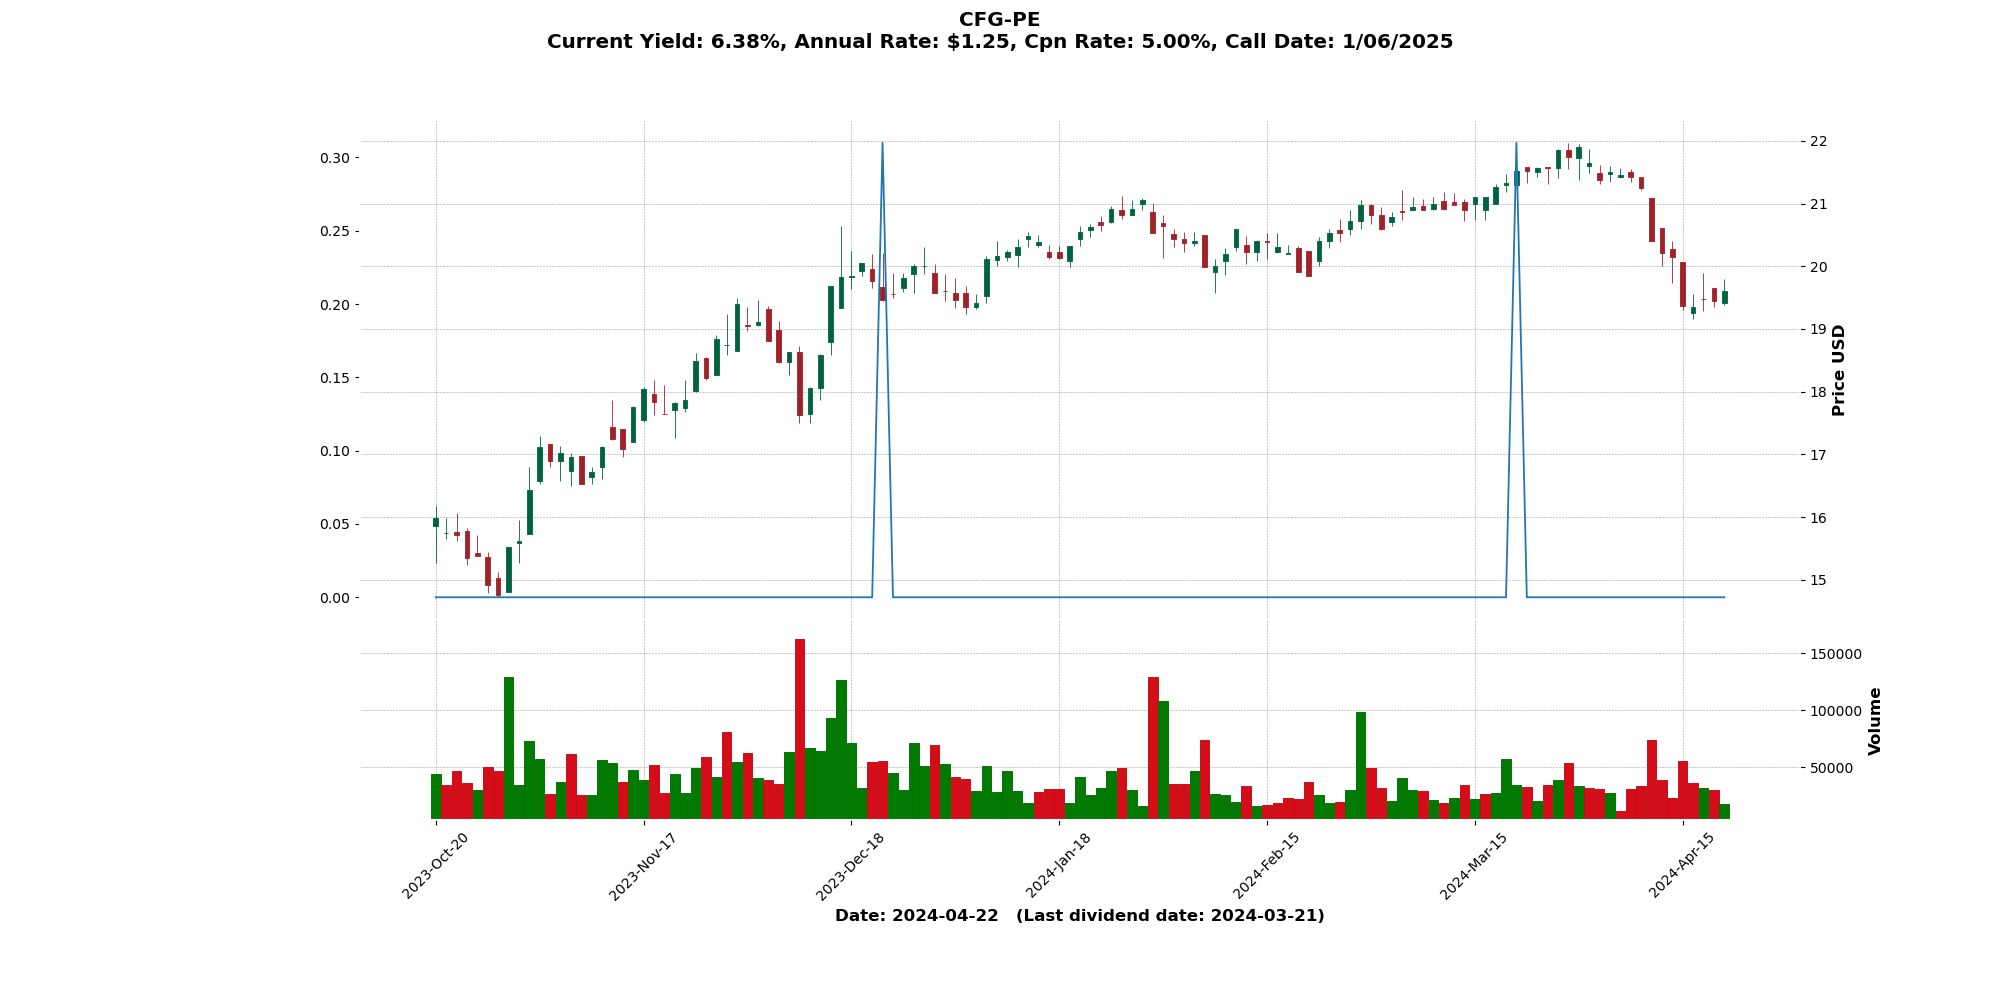 CFG-PE
Current Yield: 6.38%, Annual Rate: $1.25, Cpn Rate: 5.00%, Call Date: 1/06/2025
0.30
0.25
0.20
0.15
0.10
0.05
0.00
22
21
20
19
18
17
16
15
Price USD
150000
100000
50000
Volume
2023-Oct-20
2023-Nov-17
2023-Dec-18
2024-Jan-18
2024-Feb-15
2024-Mar-15
2024-Apr-15
Date: 2024-04-22 (Last dividend date: 2024-03-21)